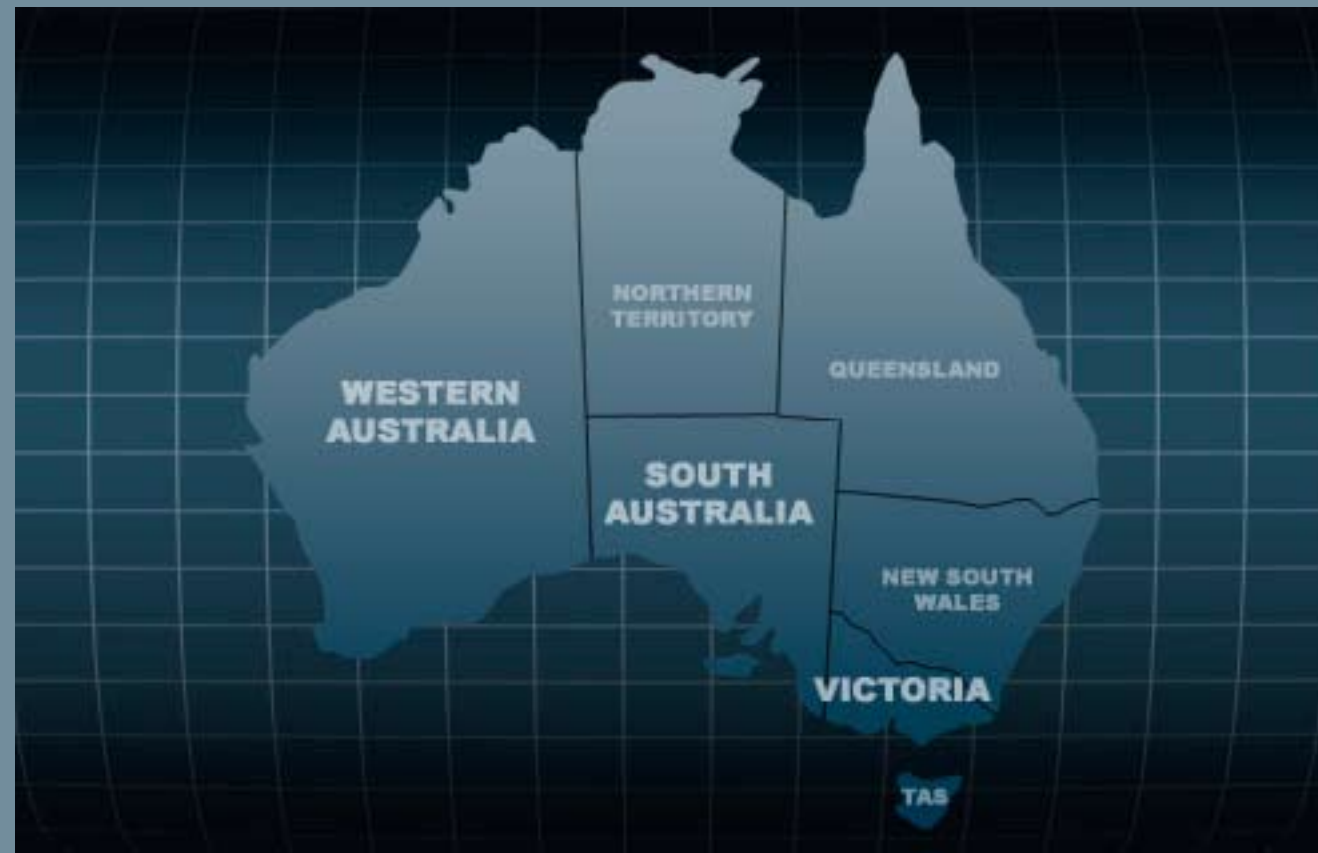 NORTHERN
TERRITORY
QUEENSLAND
WESTERN
AUSTRALIA
SOUTH
AUSTRALIA
NEW SOUTH
WALES
VICTORIA
TAS